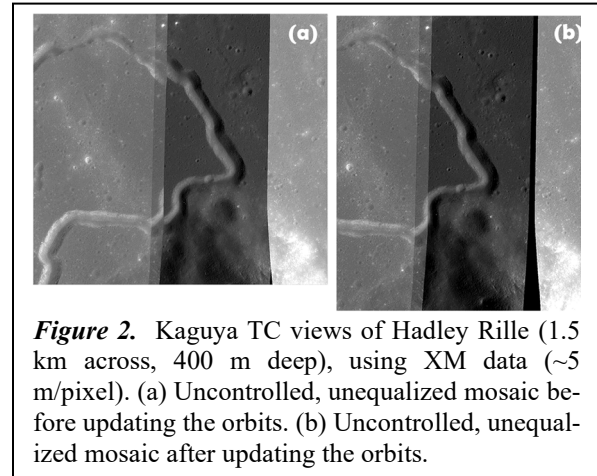 (a) (b)
Figure 2. Kaguya TC views of Hadley Rille (1.5
km across, 400 m deep), using XM data (~5
m/pixel). (a) Uncontrolled, unequalized mosaic be-
fore updating the orbits. (b) Uncontrolled, unequal-
ized mosaic after updating the orbits.